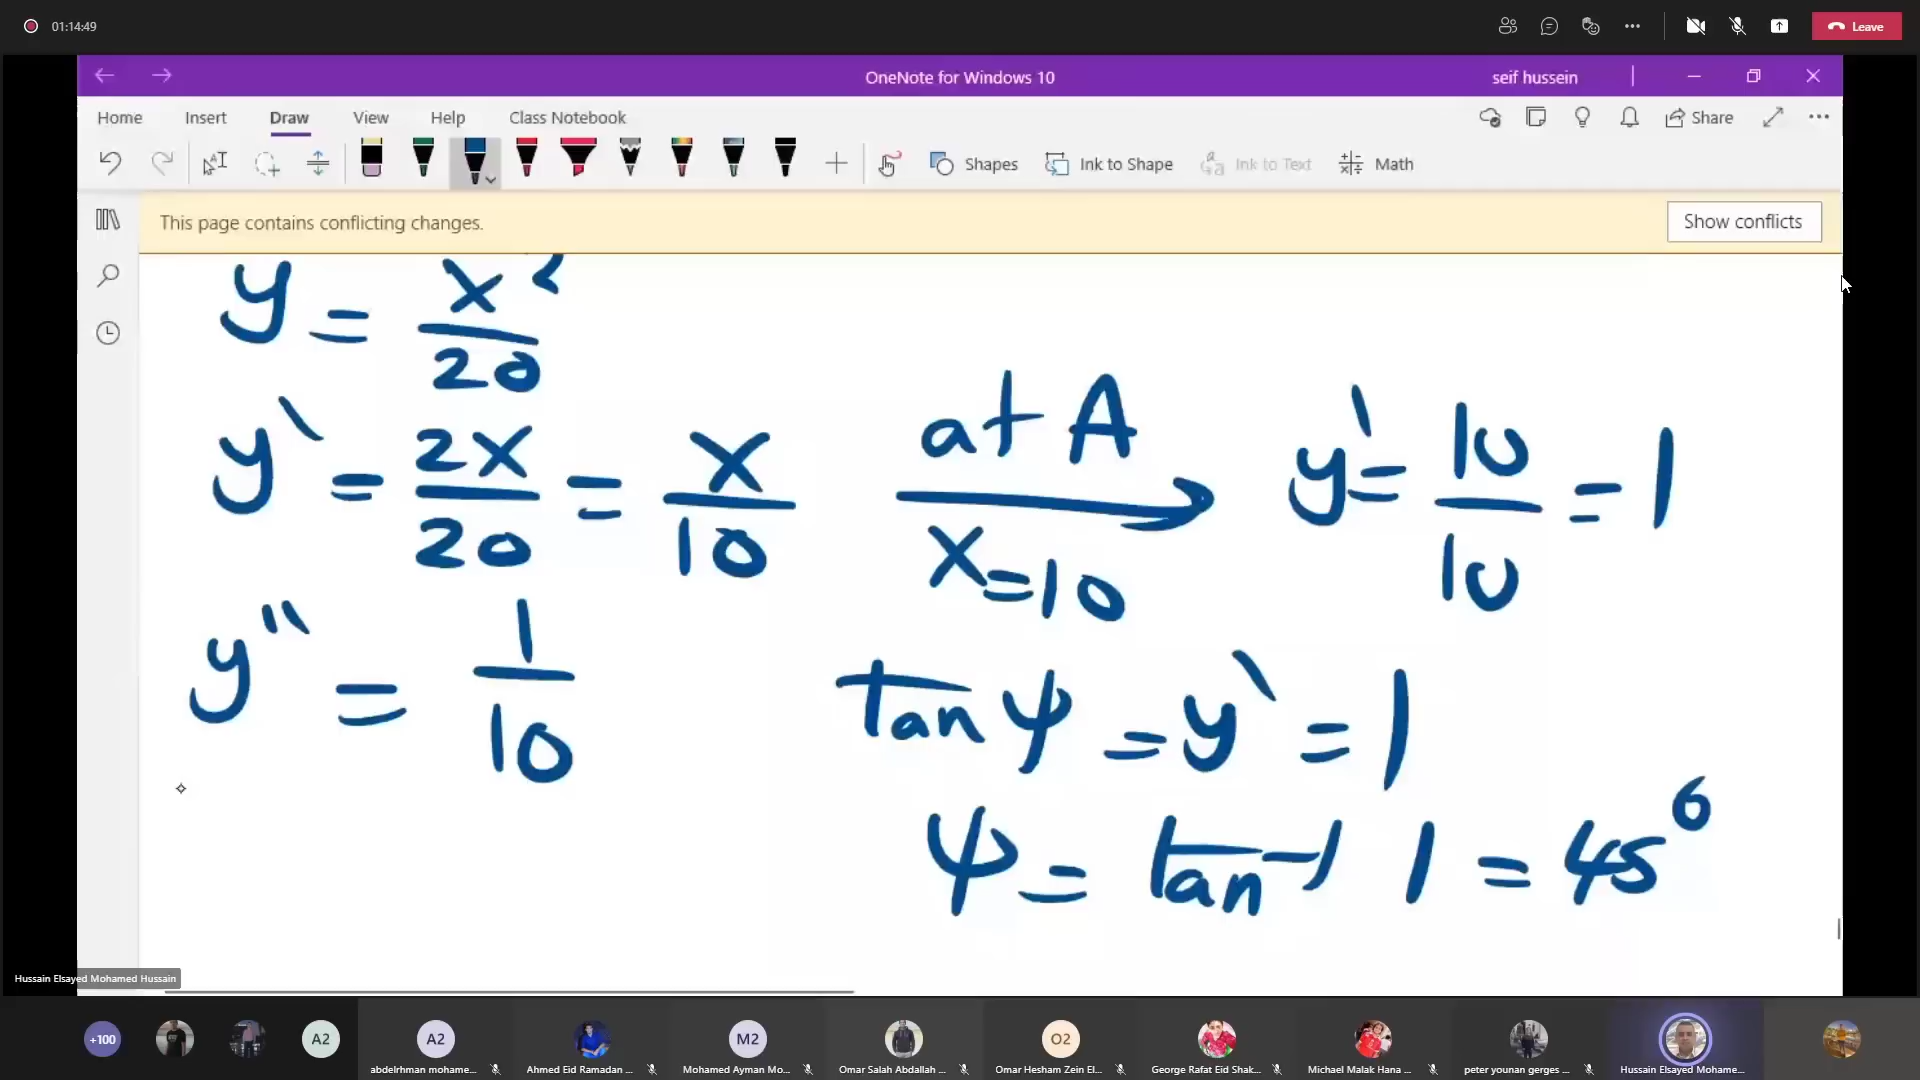 01:14:49
Leave
OneNote for Windows 10
seif hussein
Home Insert Draw View Help Class Notebook
Share
Shapes Ink to Shape Ink to Text Math
This page contains conflicting changes.
Show conflicts
y = x² / 20
y` = 2x / 20 = x / 10
at A
x = 10
y` = 10 / 10 = 1
y`` = 1 / 10
tan ψ = y` = 1
ψ = tan⁻¹ 1 = 45°
Hussain Elsayed Mohamed Hussain
+100
A2
A2
M2
O2
abdelrhman mohame...
Ahmed Eid Ramadan ...
Mohamed Ayman Mo...
Omar Salah Abdallah ...
Omar Hesham Zein El...
George Rafat Eid Shak...
Michael Malak Hana ...
peter younan gerges ...
Hussain Elsayed Mohame...